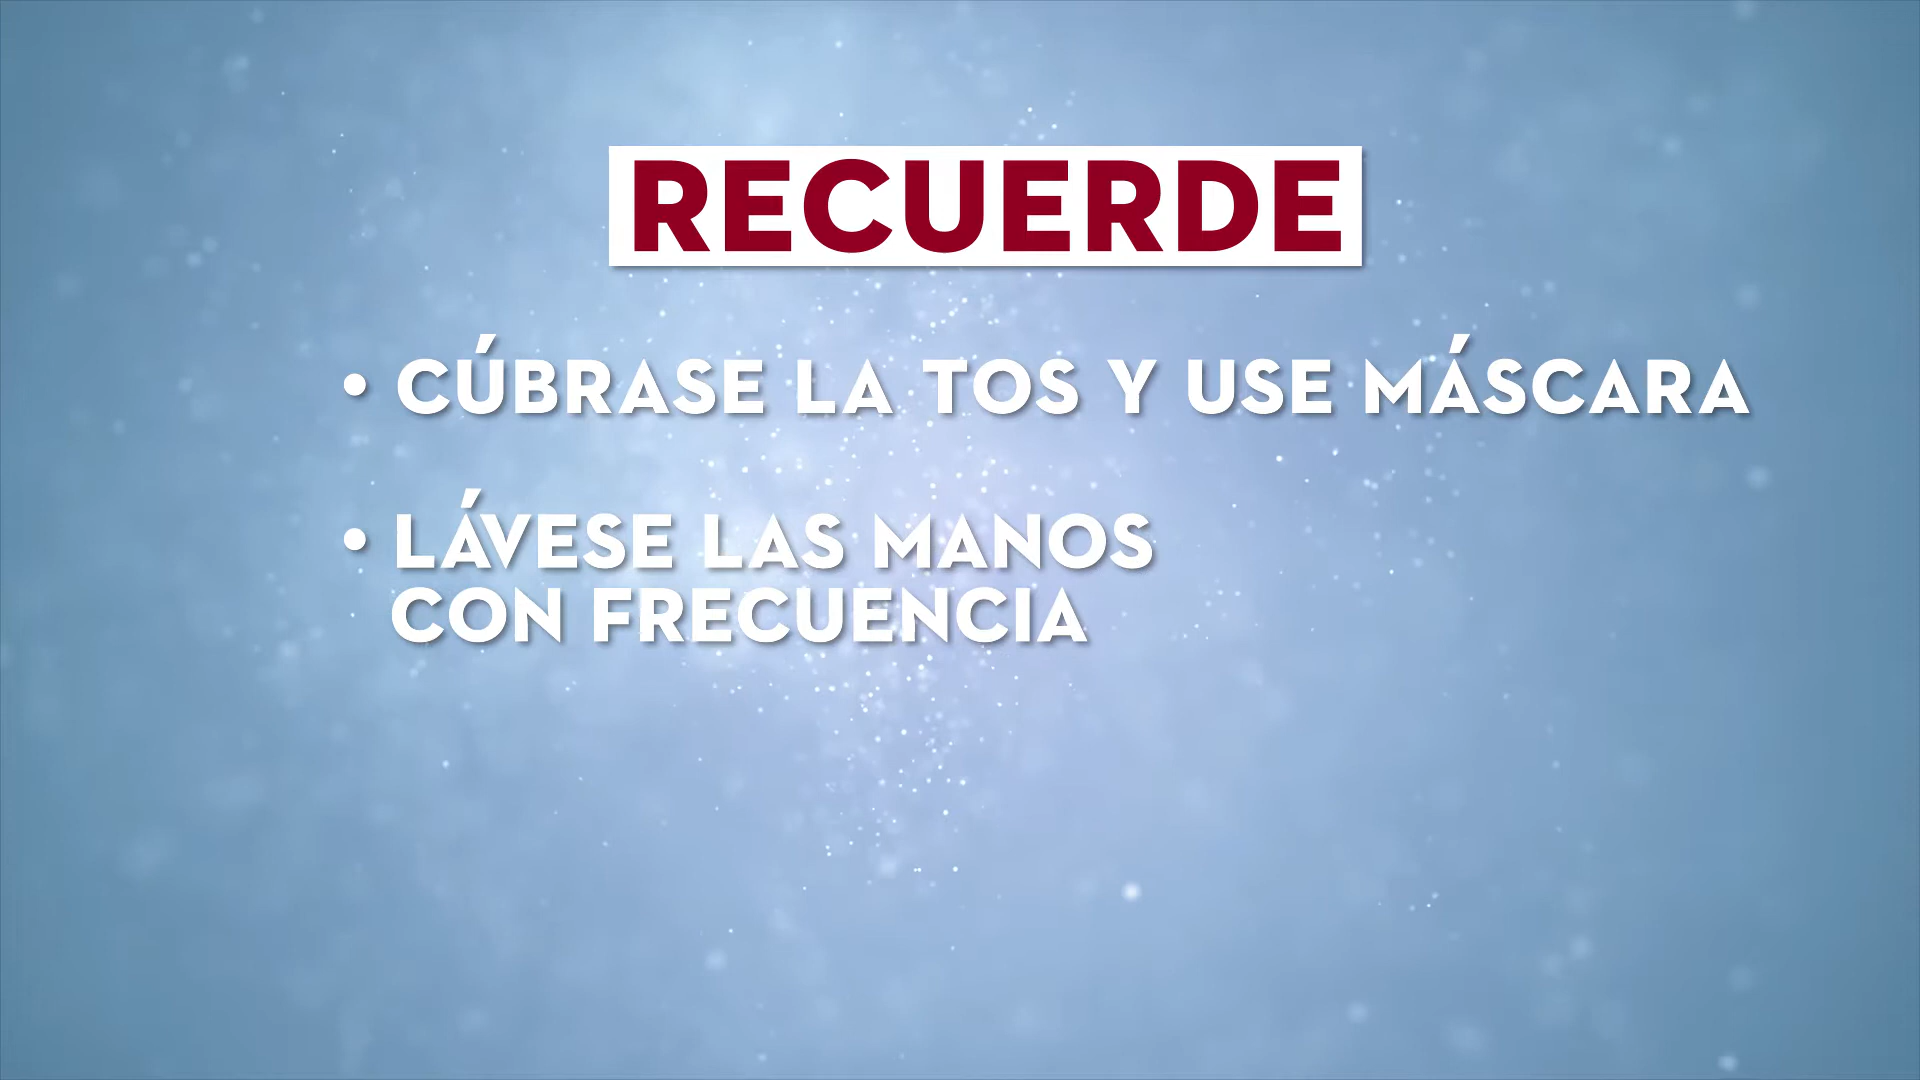 RECUERDE
• CÚBRASE LA TOS Y USE MÁSCARA
• LÁVESE LAS MANOS
CON FRECUENCIA